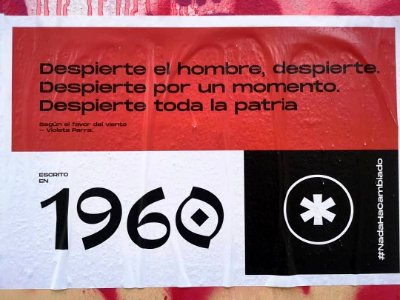 Despierte el hombre, despierte.
Despierte por un momento.
Despierte toda la patria
Según el favor del viento
– Violeta Parra.
ESCRITO
EN
1960
#NadaHaCambiado